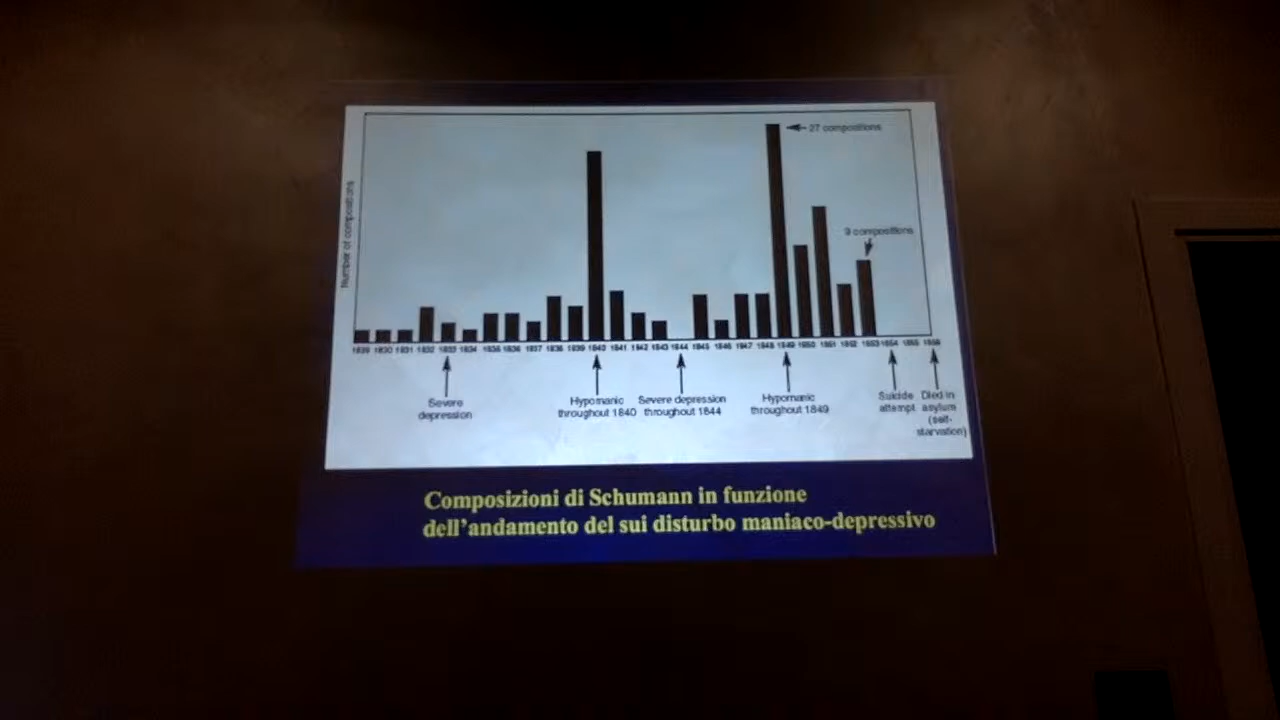 Number of compositions
27 compositions
9 compositions
1829 1830 1831 1832 1833 1834 1835 1836 1837 1838 1839 1840 1841 1842 1843 1844 1845 1846 1847 1848 1849 1850 1851 1852 1853 1854 1855 1856
Severe
depression
Hypomanic
throughout 1840
Severe depression
throughout 1844
Hypomanic
throughout 1849
Suicide
attempt
Died in
asylum
(self-
starvation)
Composizioni di Schumann in funzione
dell'andamento del sui disturbo maniaco-depressivo